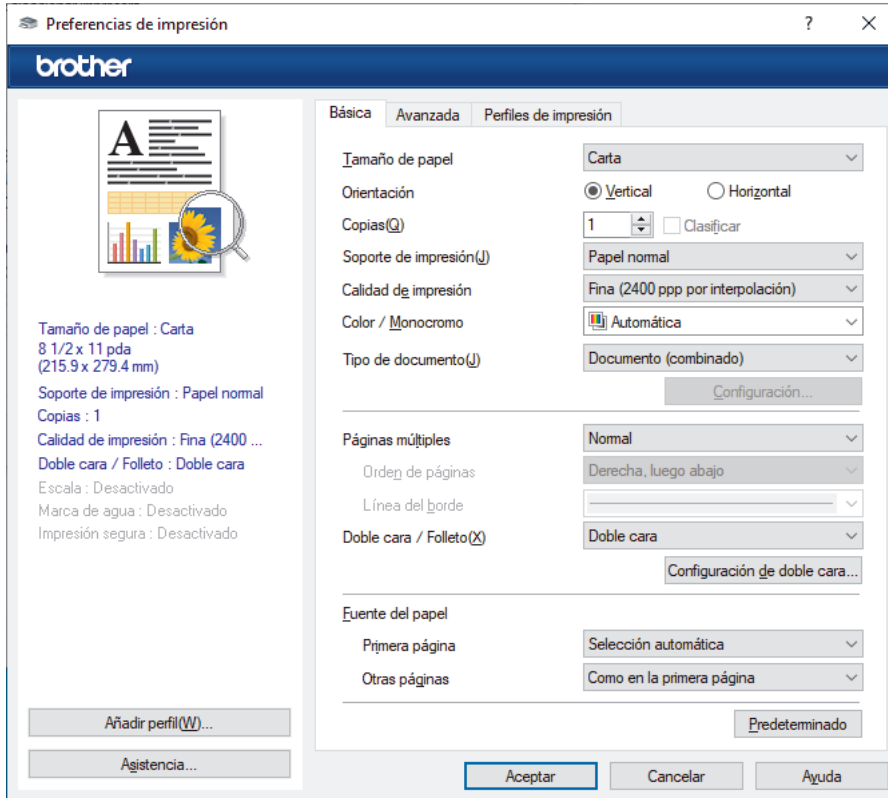 Preferencias de impresión
brother
A
Tamaño de papel : Carta
8 1/2 x 11 pda
(215.9 x 279.4 mm)
Soporte de impresión : Papel normal
Copias : 1
Calidad de impresión : Fina (2400 ...
Doble cara / Folleto : Doble cara
Escala : Desactivado
Marca de agua : Desactivado
Impresión segura : Desactivado
Añadir perfil(W)...
Asistencia...
Básica Avanzada Perfiles de impresión
Tamaño de papel Carta
Orientación Vertical Horizontal
Copias(Q) 1 Clasificar
Soporte de impresión(J) Papel normal
Calidad de impresión Fina (2400 ppp por interpolación)
Color / Monocromo Automática
Tipo de documento(J) Documento (combinado)
Configuración...
Páginas múltiples Normal
Orden de páginas Derecha, luego abajo
Línea del borde
Doble cara / Folleto(X) Doble cara
Configuración de doble cara...
Fuente del papel
Primera página Selección automática
Otras páginas Como en la primera página
Predeterminado
Aceptar Cancelar Ayuda